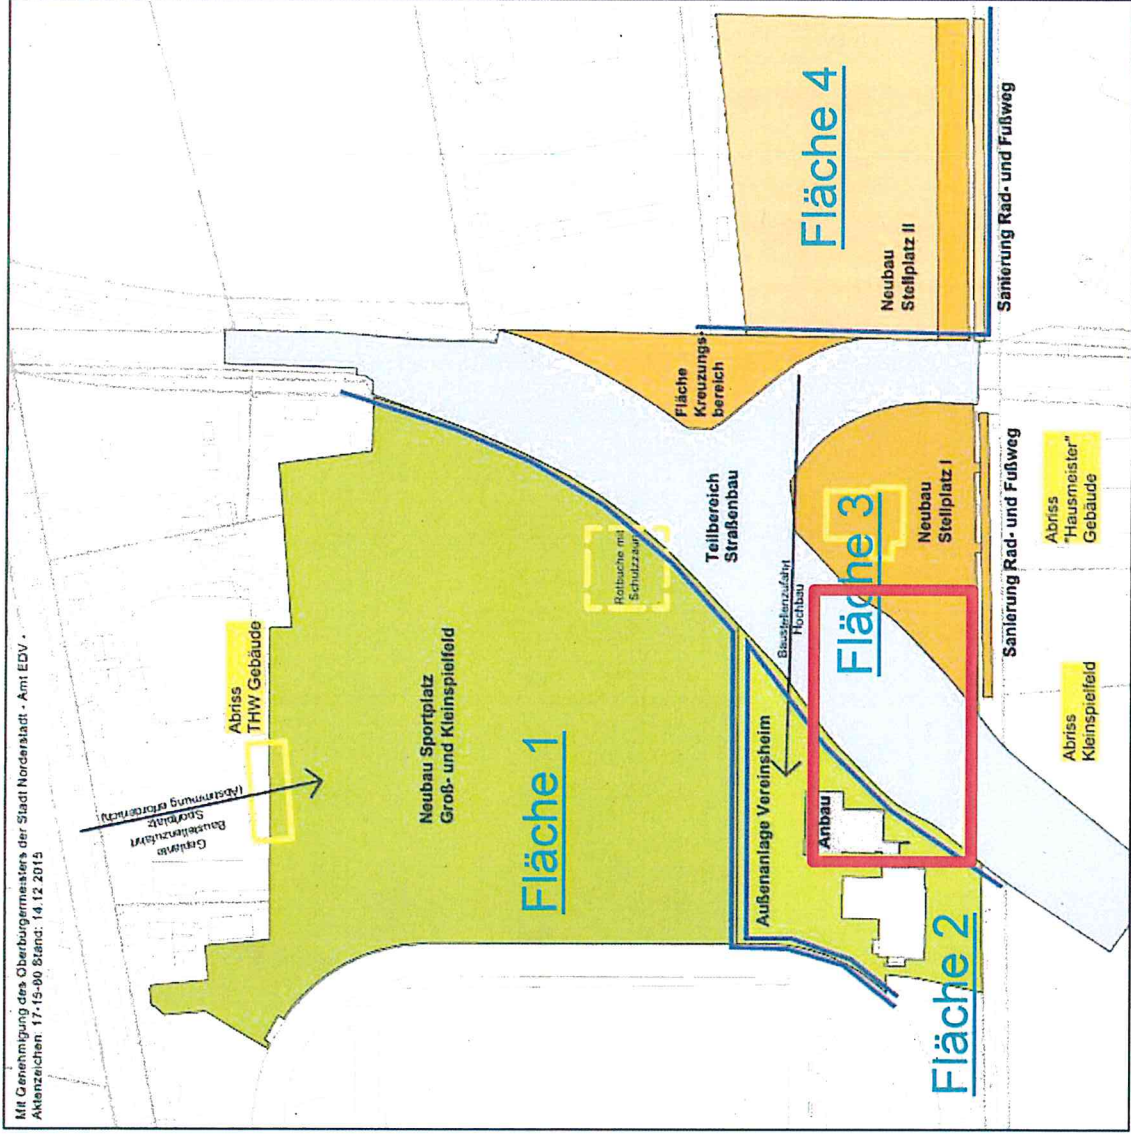 Mit Genehmigung des Oberbürgermeisters der Stadt Norderstadt - Amt EDV -
Aktenzeichen: 17-15-60 Stand: 14.12 2015
Geplante
Baustellenzufahrt
Sportplatz
(Abstimmung erforderlich)
Abriss
THW Gebäude
Neubau Sportplatz
Groß- und Kleinspielfeld
Fläche 1
Rotbuche mit
Schutzzaun
Teilbereich
Straßenbau
Fläche
Kreuzungs-
bereich
Fläche 4
Neubau
Stellplatz II
Sanierung Rad- und Fußweg
Baustellenzufahrt
Hochbau
Außenanlage Vereinsheim
Anbau
Fläche 2
Fläche 3
Neubau
Stellplatz I
Sanierung Rad- und Fußweg
Abriss
"Hausmeister"
Gebäude
Abriss
Kleinspielfeld